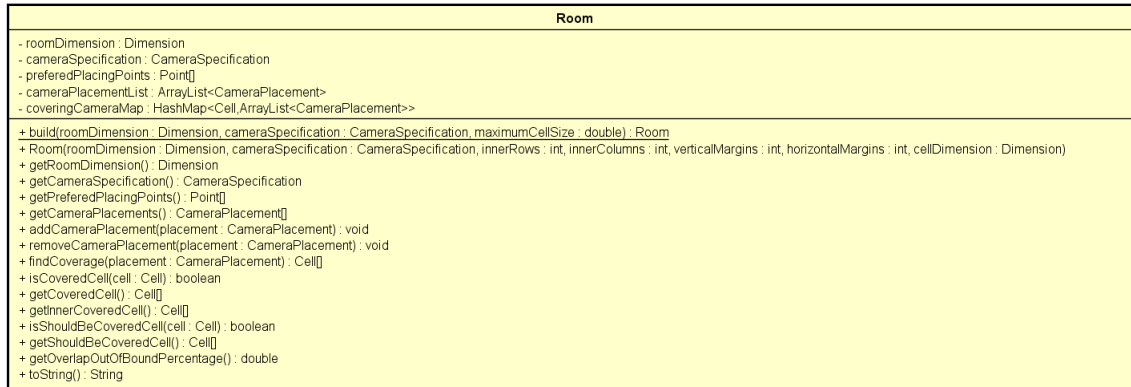 Room
- roomDimension : Dimension
- cameraSpecification : CameraSpecification
- preferedPlacingPoints : Point[]
- cameraPlacementList : ArrayList<CameraPlacement>
- coveringCameraMap : HashMap<Cell,ArrayList<CameraPlacement>>
+ build(roomDimension : Dimension, cameraSpecification : CameraSpecification, maximumCellSize : double) : Room
+ Room(roomDimension : Dimension, cameraSpecification : CameraSpecification, innerRows : int, innerColumns : int, verticalMargins : int, horizontalMargins : int, cellDimension : Dimension)
+ getRoomDimension() : Dimension
+ getCameraSpecification() : CameraSpecification
+ getPreferedPlacingPoints() : Point[]
+ getCameraPlacements() : CameraPlacement[]
+ addCameraPlacement(placement : CameraPlacement) : void
+ removeCameraPlacement(placement : CameraPlacement) : void
+ findCoverage(placement : CameraPlacement) : Cell[]
+ isCoveredCell(cell : Cell) : boolean
+ getCoveredCell() : Cell[]
+ getInnerCoveredCell() : Cell[]
+ isShouldBeCoveredCell(cell : Cell) : boolean
+ getShouldBeCoveredCell() : Cell[]
+ getOverlapOutOfBoundPercentage() : double
+ toString() : String